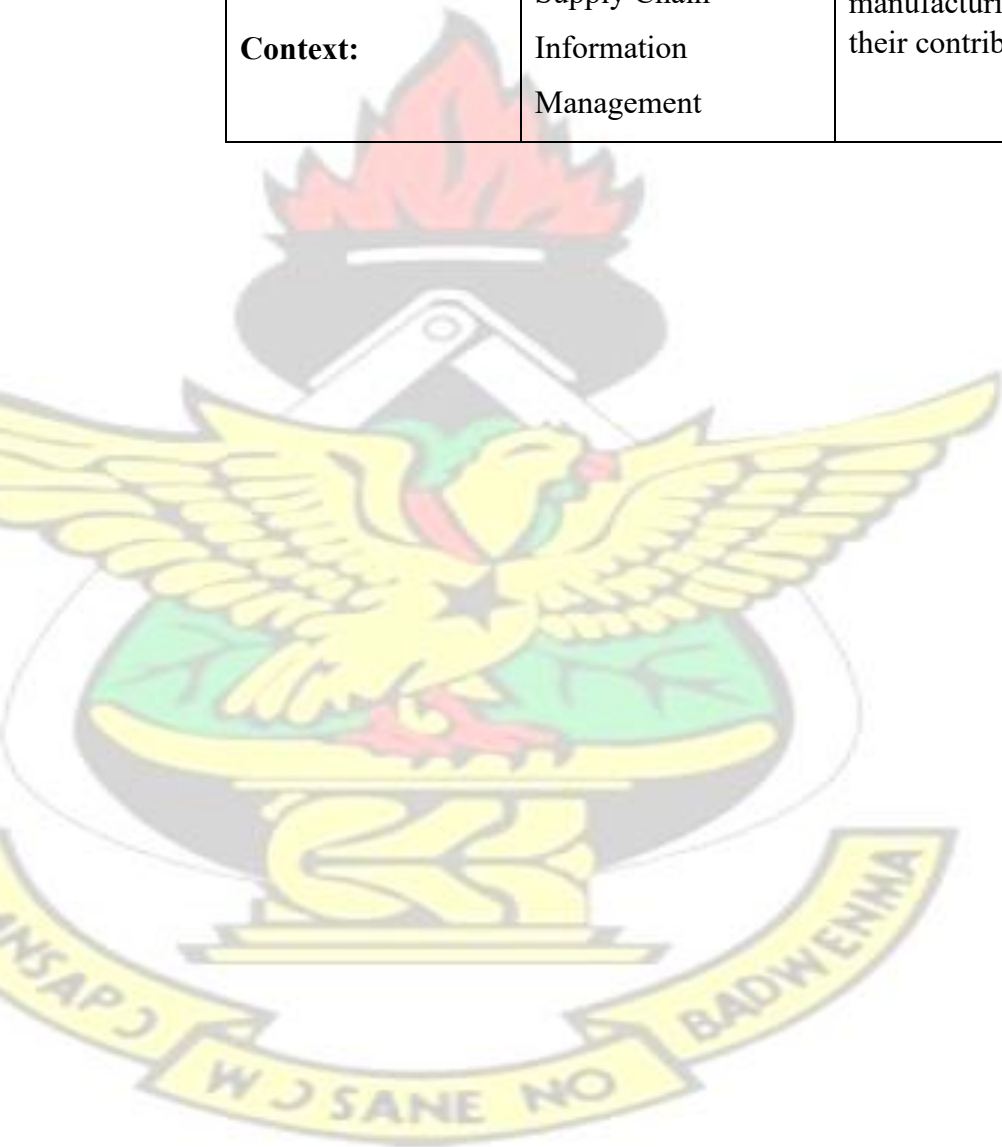 Context:
Information
Management
their contrib
W Ɔ SANE NO
BADWENMA